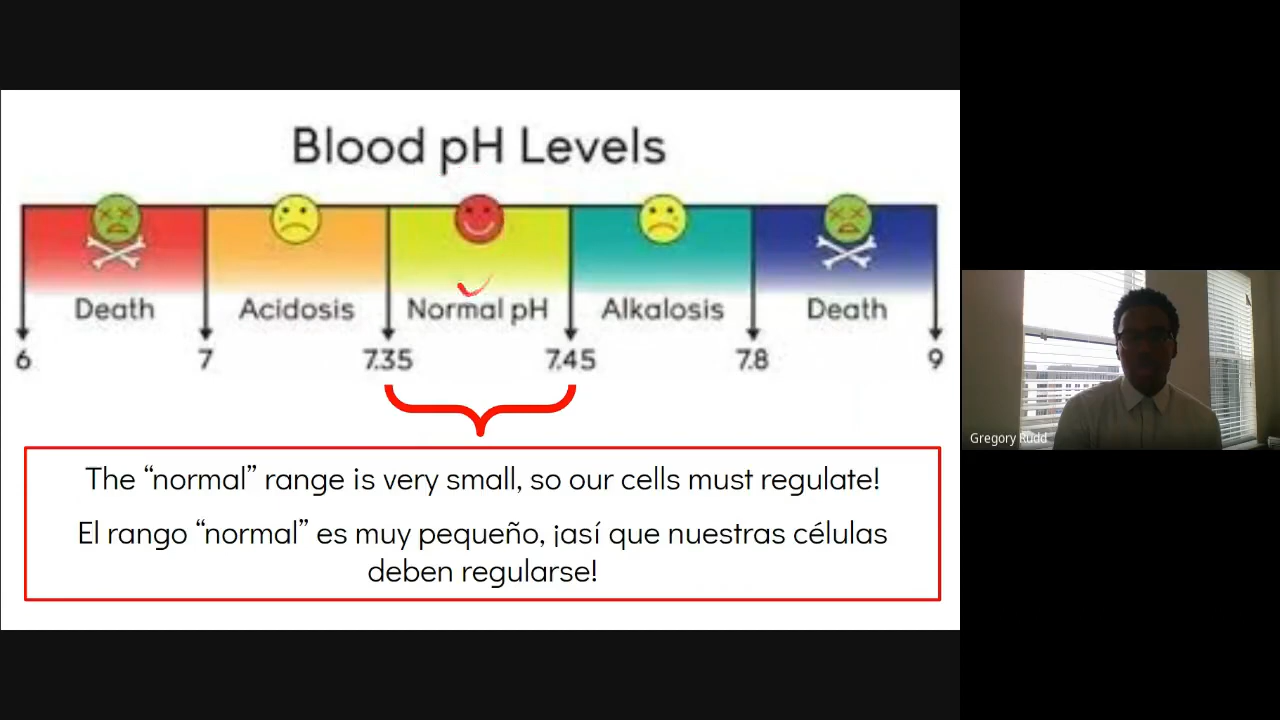 Blood pH Levels
Death Acidosis Normal pH Alkalosis Death
6 7 7.35 7.45 7.8 9
The “normal” range is very small, so our cells must regulate!
El rango “normal” es muy pequeño, ¡así que nuestras células
deben regularse!
Gregory Rudd